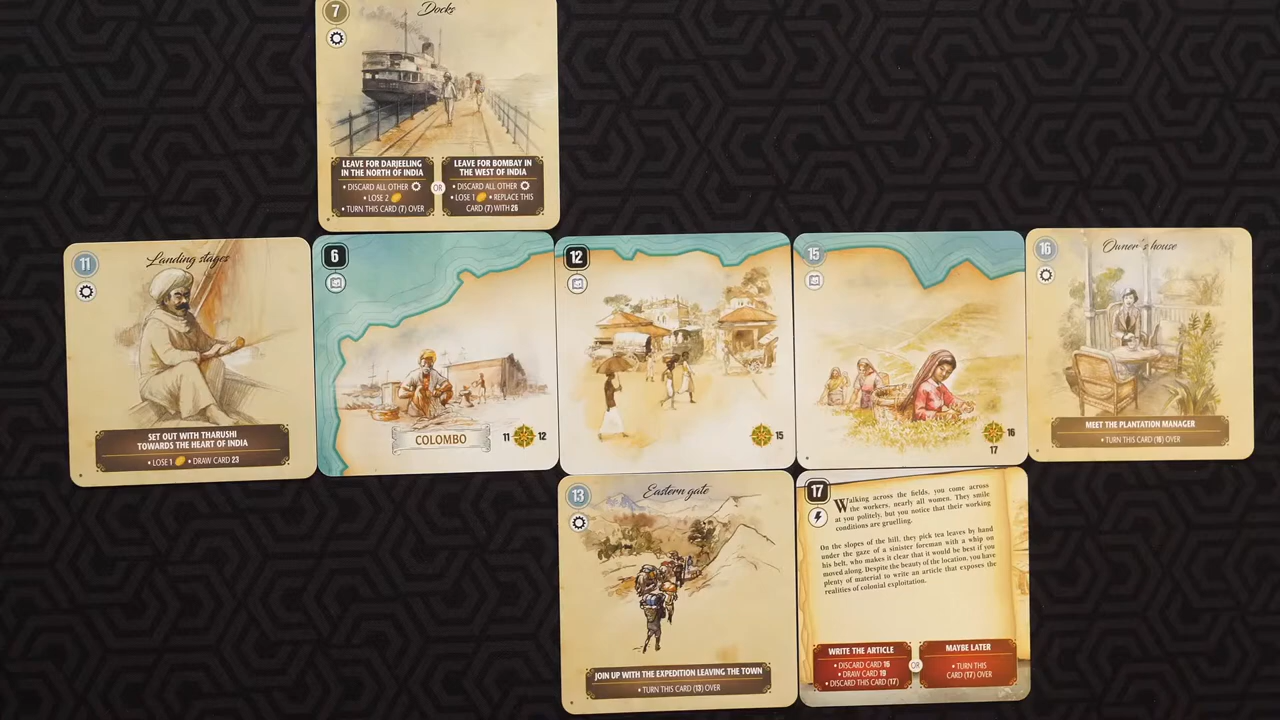 7
Docks
LEAVE FOR DARJEELING
IN THE NORTH OF INDIA
• DISCARD ALL OTHER
• LOSE 2
• TURN THIS CARD (7) OVER
OR
LEAVE FOR BOMBAY IN
THE WEST OF INDIA
• DISCARD ALL OTHER
• LOSE 1 • REPLACE THIS
CARD (7) WITH 26
11
Landing stages
SET OUT WITH THARUSHI
TOWARDS THE HEART OF INDIA
• LOSE 1 • DRAW CARD 23
6
COLOMBO
11 12
12
15
15
16
17
16
Owner's house
MEET THE PLANTATION MANAGER
• TURN THIS CARD (16) OVER
13
Eastern gate
JOIN UP WITH THE EXPEDITION LEAVING THE TOWN
• TURN THIS CARD (13) OVER
17
Walking across the fields, you come across
the workers, nearly all women. They smile
at you politely, but you notice that their working
conditions are gruelling.
On the slopes of the hill, they pick tea leaves by hand
under the gaze of a sinister foreman with a whip on
his belt, who makes it clear that it would be best if you
moved along. Despite the beauty of the location, you have
plenty of material to write an article that exposes the
realities of colonial exploitation.
WRITE THE ARTICLE
• DISCARD CARD 16
• DRAW CARD 19
• DISCARD THIS CARD (17)
OR
MAYBE LATER
• TURN THIS
CARD (17) OVER